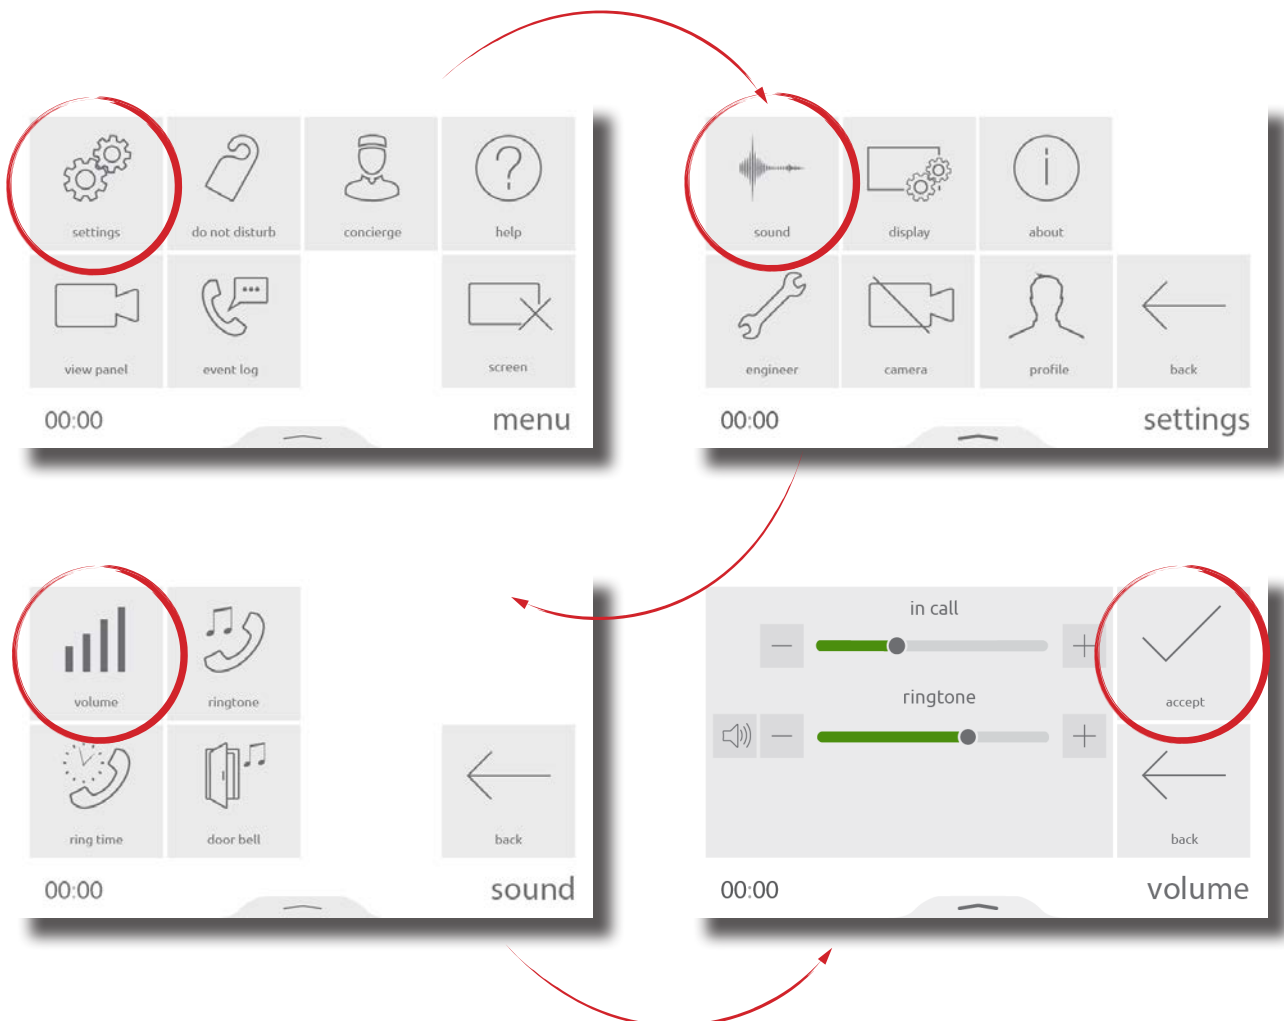 settings
do not disturb
concierge
help
view panel
event log
screen
00:00
menu
sound
display
about
engineer
camera
profile
back
00:00
settings
volume
ringtone
ring time
door bell
back
00:00
sound
in call
accept
ringtone
back
00:00
volume